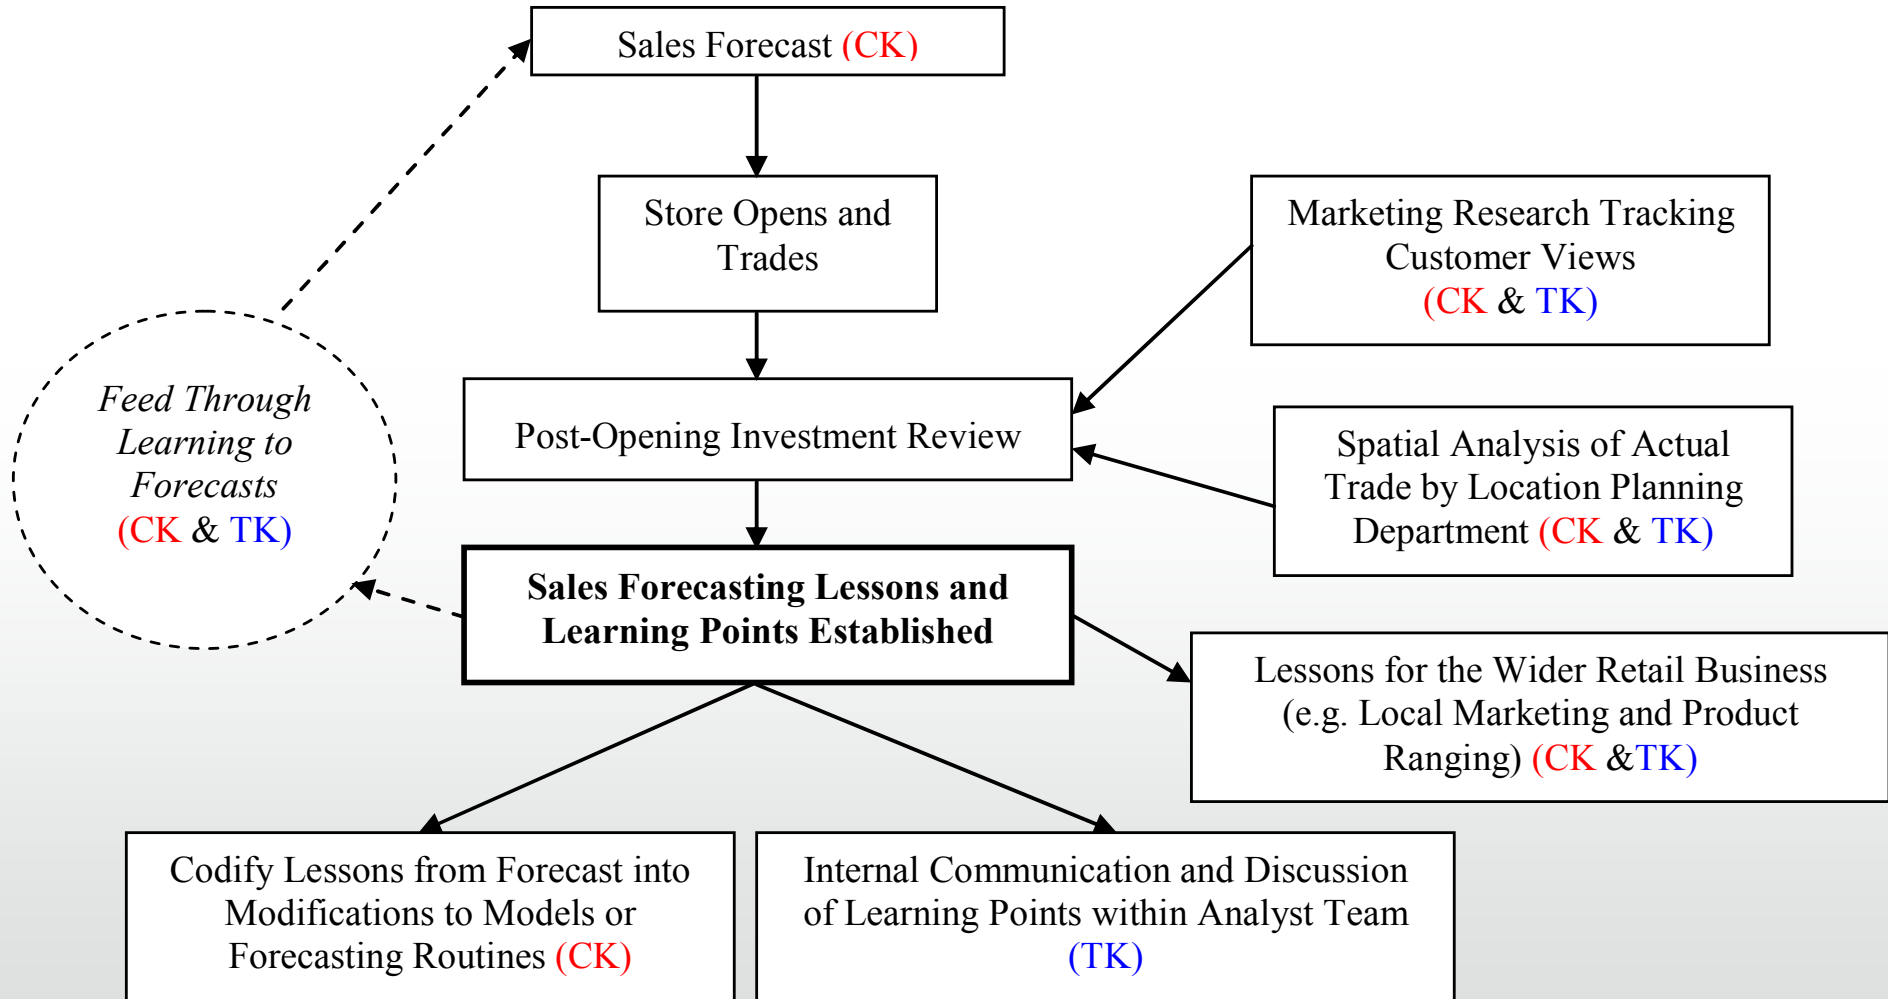 Sales Forecast (CK)
Store Opens and
Trades
Marketing Research Tracking
Customer Views
(CK & TK)
Feed Through
Learning to
Forecasts
(CK & TK)
Post-Opening Investment Review
Spatial Analysis of Actual
Trade by Location Planning
Department (CK & TK)
Sales Forecasting Lessons and
Learning Points Established
Lessons for the Wider Retail Business
(e.g. Local Marketing and Product
Ranging) (CK &TK)
Codify Lessons from Forecast into
Modifications to Models or
Forecasting Routines (CK)
Internal Communication and Discussion
of Learning Points within Analyst Team
(TK)